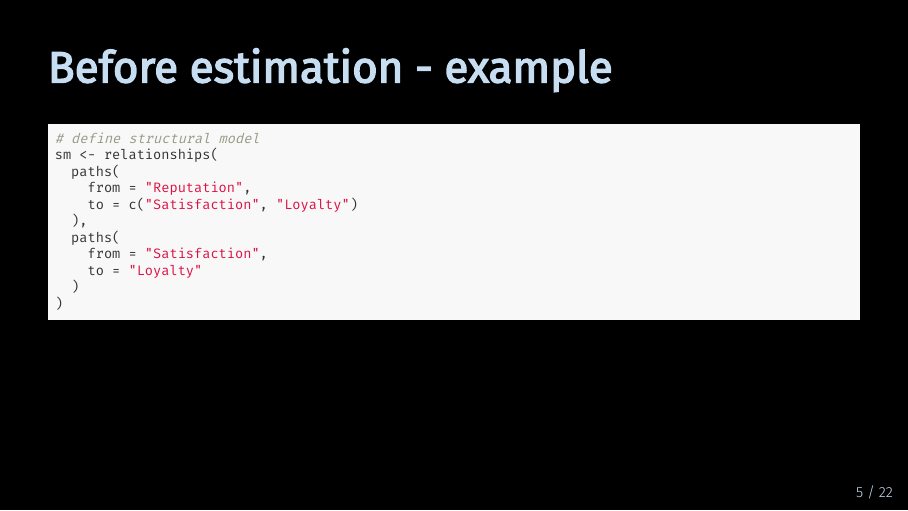 Before estimation - example
# define structural model
sm <- relationships(
  paths(
    from = "Reputation",
    to = c("Satisfaction", "Loyalty")
  ),
  paths(
    from = "Satisfaction",
    to = "Loyalty"
  )
)
5 / 22